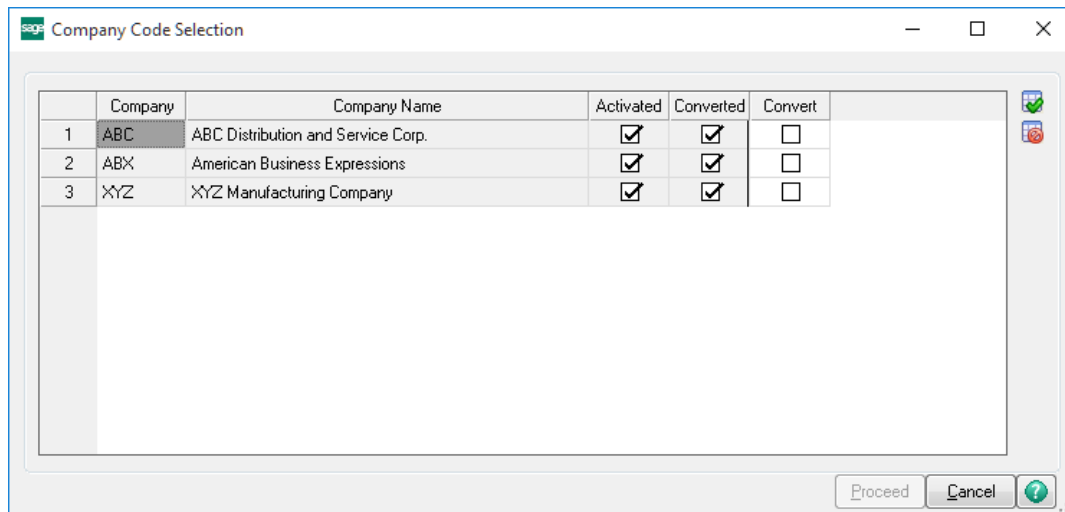 sage Company Code Selection
Company Company Name Activated Converted Convert
1 ABC ABC Distribution and Service Corp.
2 ABX American Business Expressions
3 XYZ XYZ Manufacturing Company
Proceed Cancel ?